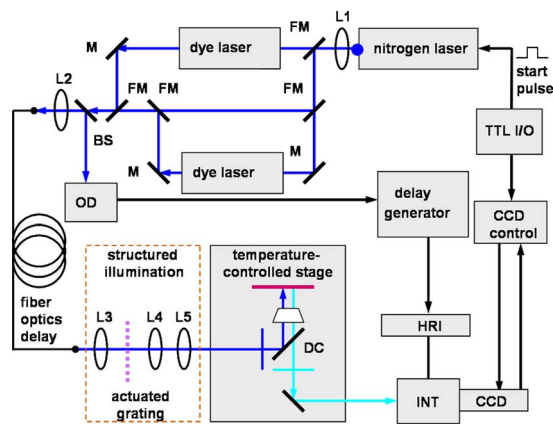 FM
L1
M
dye laser
nitrogen laser
L2
FM
FM
FM
start
pulse
BS
TTL I/O
M
dye laser
M
OD
delay
generator
CCD
control
structured
illumination
temperature-
controlled stage
fiber
optics
delay
L3
L4
L5
DC
HRI
actuated
grating
INT
CCD